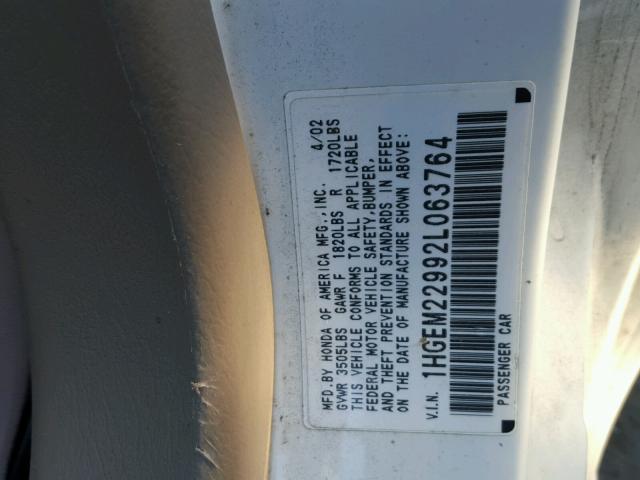 MFD.BY HONDA OF AMERICA MFG.,INC. 4/02
GVWR 3505LBS GAWR F 1820LBS R 1720LBS
THIS VEHICLE CONFORMS TO ALL APPLICABLE
FEDERAL MOTOR VEHICLE SAFETY,BUMPER,
AND THEFT PREVENTION STANDARDS IN EFFECT
ON THE DATE OF MANUFACTURE SHOWN ABOVE.
V.I.N. 1HGEM22992L063764
PASSENGER CAR